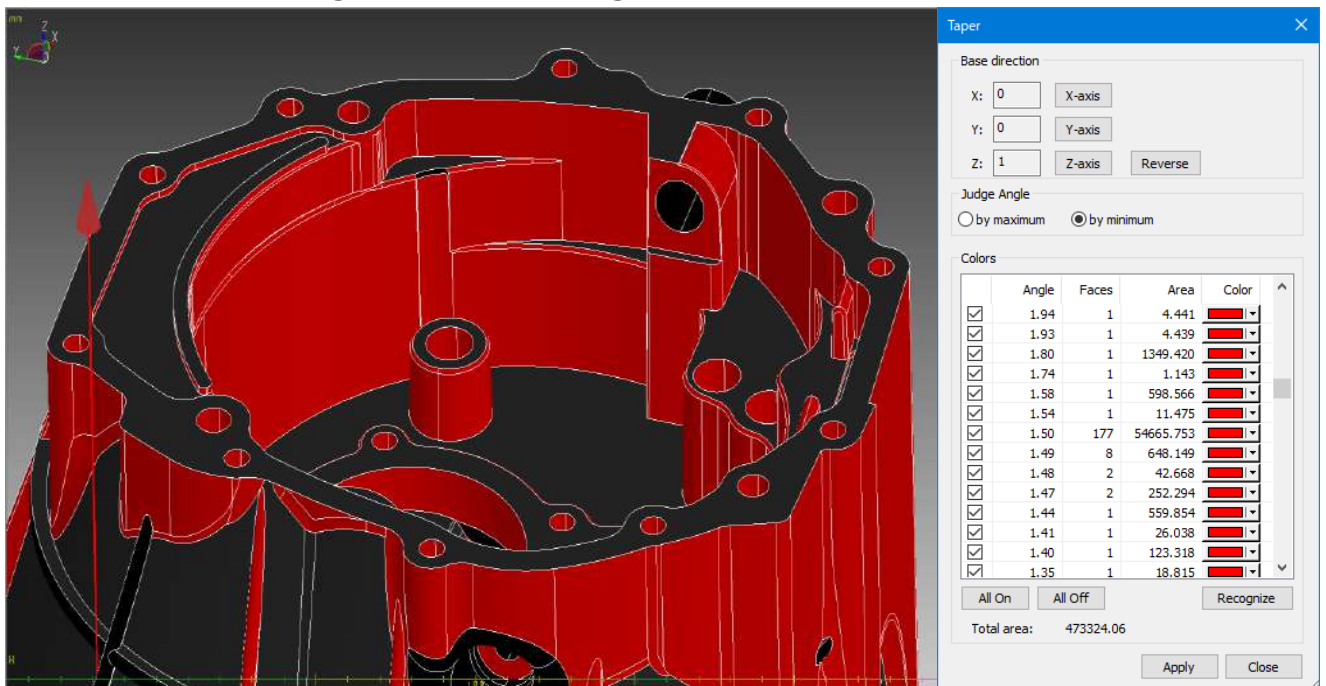 mm
Z
X
Y
Taper
Base direction
X: 0 X-axis
Y: 0 Y-axis
Z: 1 Z-axis Reverse
Judge Angle
by maximum by minimum
Colors
Angle Faces Area Color
1.94 1 4.441
1.93 1 4.439
1.80 1 1349.420
1.74 1 1.143
1.58 1 598.566
1.54 1 11.475
1.50 177 54665.753
1.49 8 648.149
1.48 2 42.668
1.47 2 252.294
1.44 1 559.854
1.41 1 26.038
1.40 1 123.318
1.35 1 18.815
All On All Off Recognize
Total area: 473324.06
Apply Close